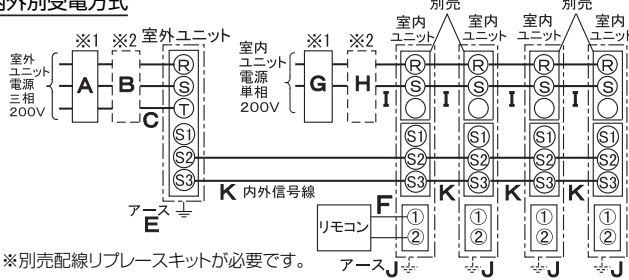 内外別受電方式
別売
別売
※1 ※2 室外ユニット
※1 ※2
室内
ユニット
室内
ユニット
室内
ユニット
室内
ユニット
室外
ユニット
電源
三相
200V
A B C
R
S
T
S1
S2
S3
アース
E
室内
ユニット
電源
単相
200V
G H I I I I
R R R R
S S S S
S1 S1 S1 S1
S2 S2 S2 S2
S3 S3 S3 S3
K 内外信号線
K K K
リモコン
F
① ① ① ①
② ② ② ②
アース J J J J
※別売配線リプレースキットが必要です。